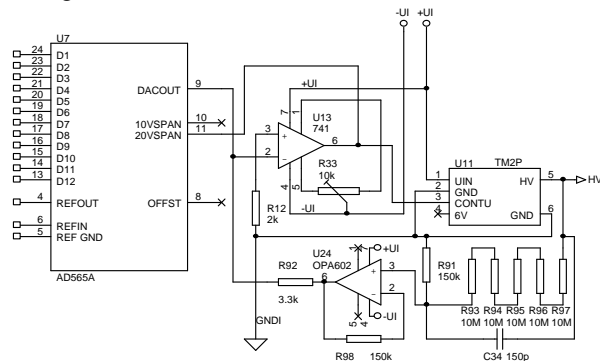 -UI
+UI
U7
24 D1
23 D2
22 D3
21 D4
20 D5
19 D6
18 D7
17 D8
16 D9
15 D10
14 D11
13 D12
4 REFOUT
6 REFIN
5 REF GND
DACOUT 9
10VSPAN 10
20VSPAN 11
OFFST 8
AD565A
+UI
7
1
U13
741
3
+
2
−
6
4
5
-UI
R33
10k
R12
2k
U11
TM2P
1 UIN
2 GND
3 CONTU
4 6V
HV 5
GND 6
HV
U24
OPA602
1
7
+UI
6
+
3
−
2
5
4
-UI
R92
3.3k
R98 150k
GNDI
R91
150k
R93
10M
R94
10M
R95
10M
R96
10M
R97
10M
C34 150p